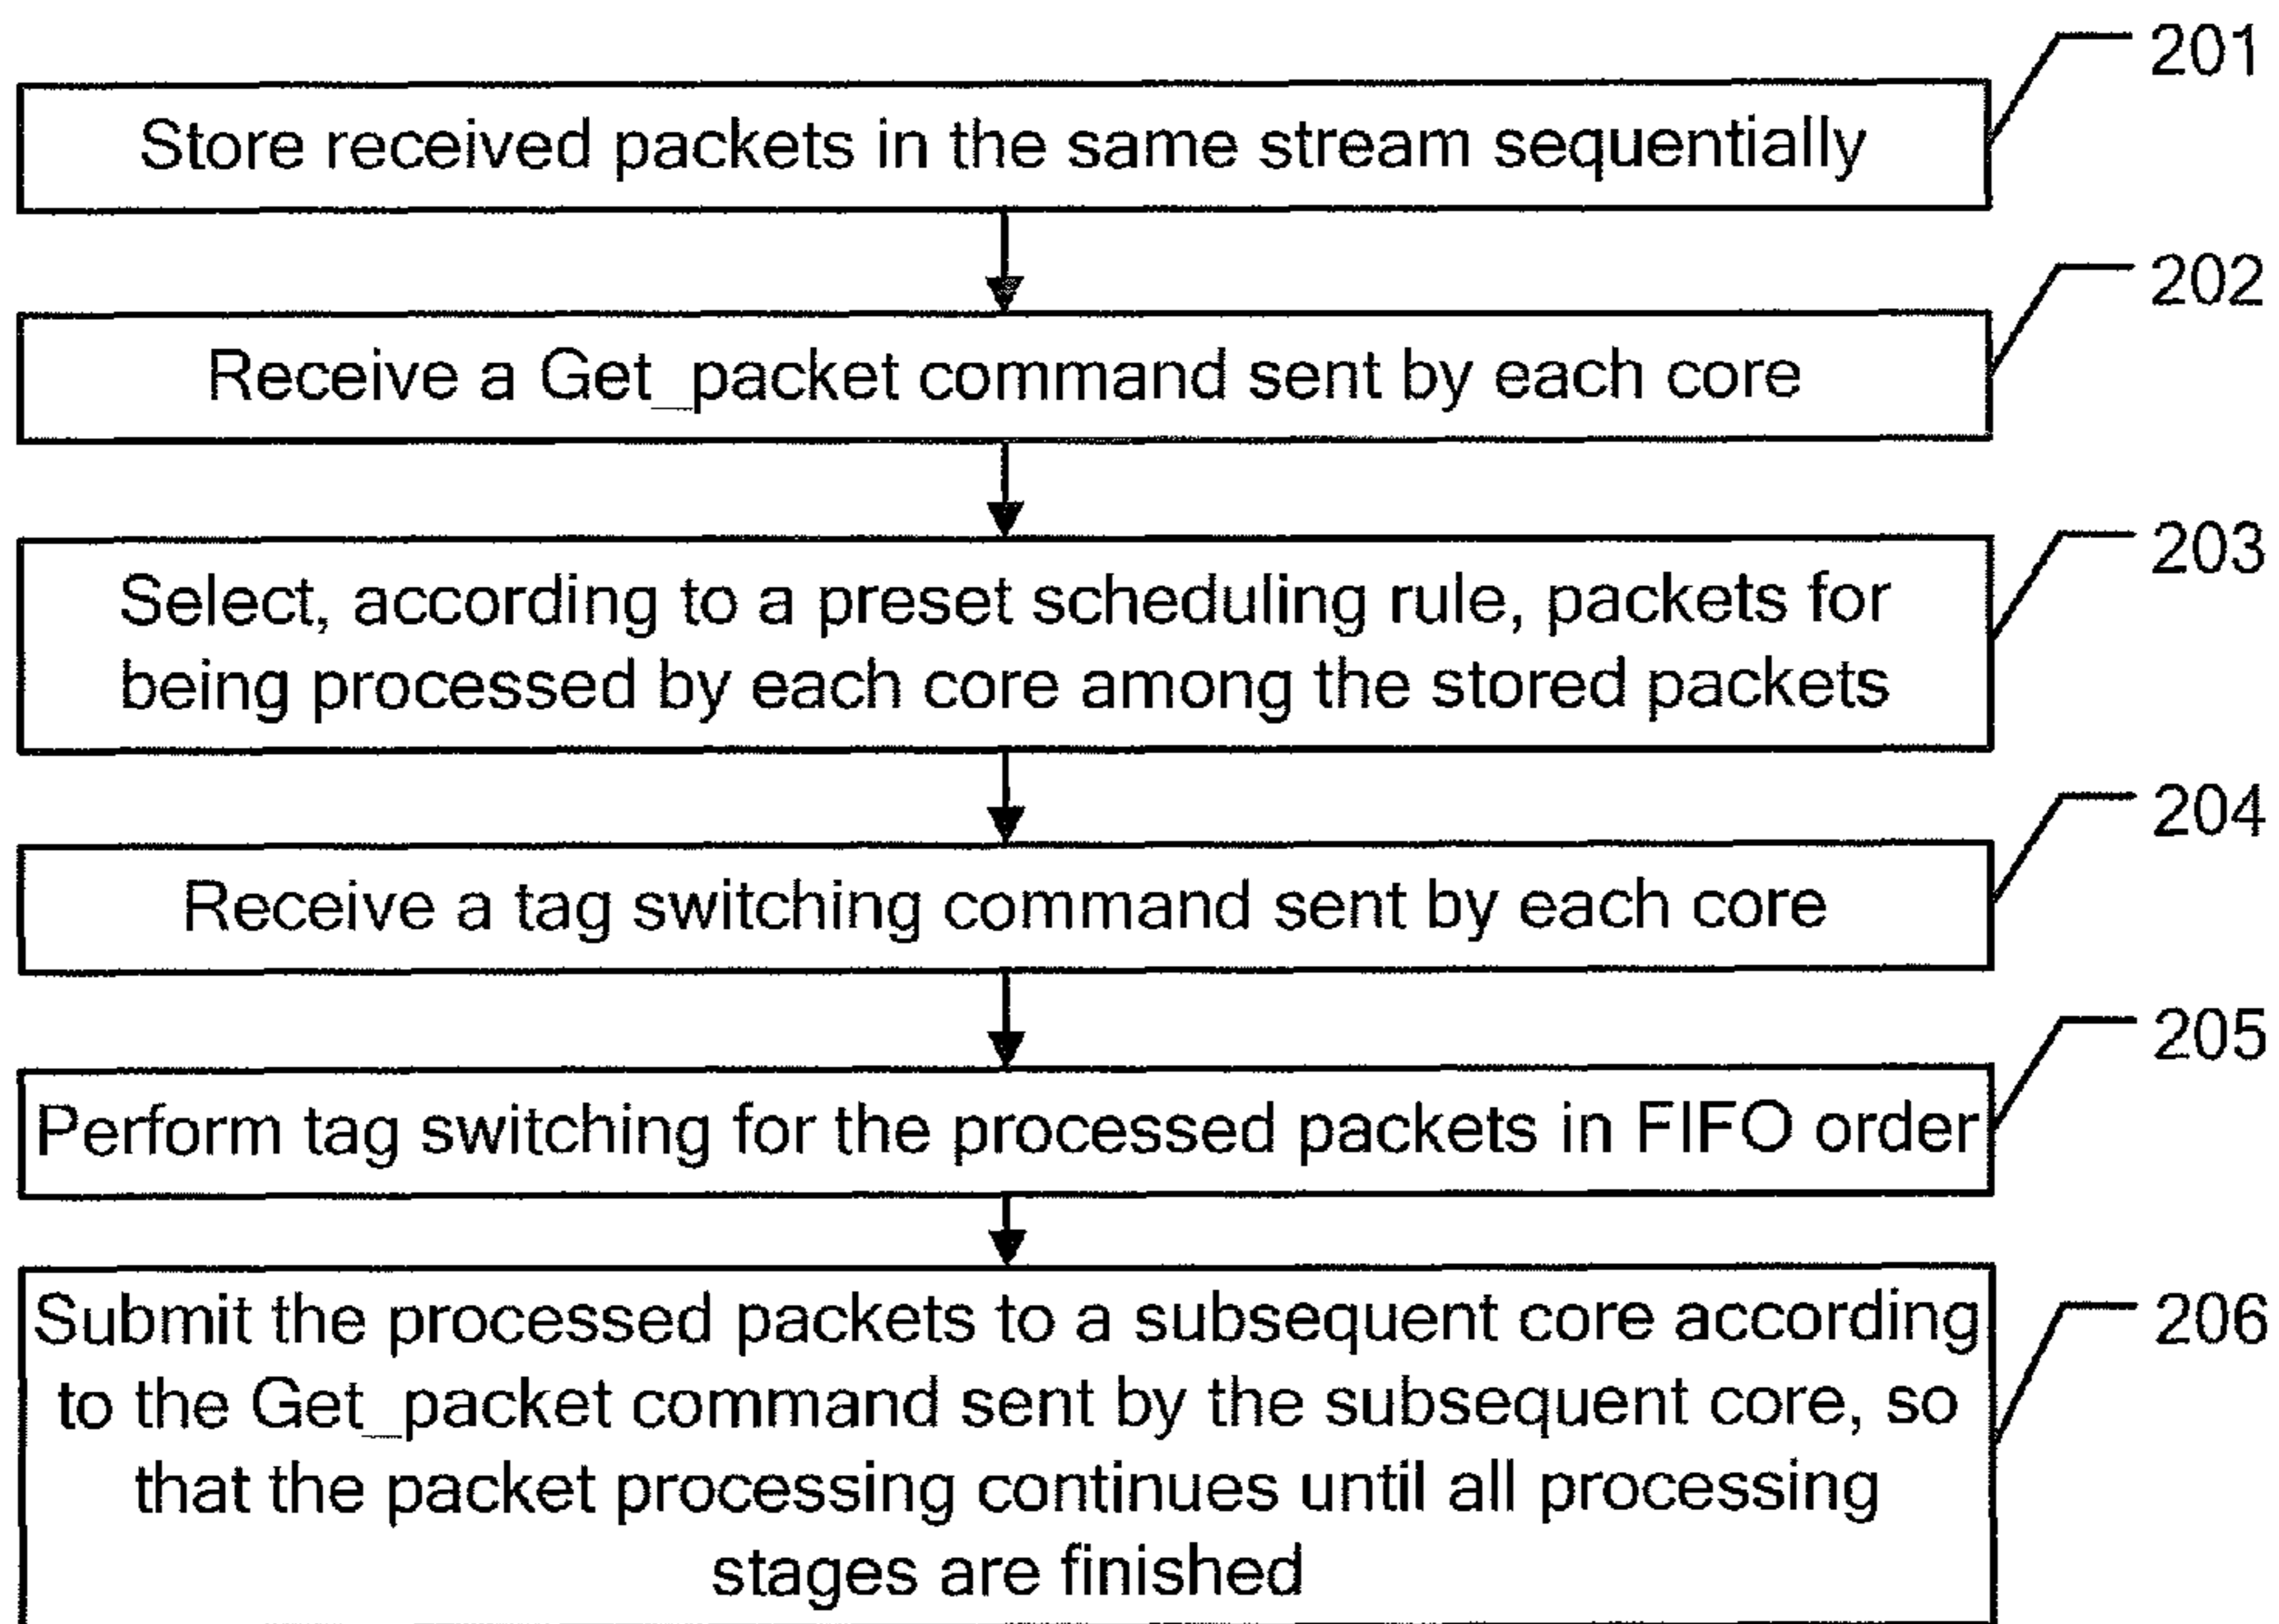 201
Store received packets in the same stream sequentially
202
Receive a Get_packet command sent by each core
203
Select, according to a preset scheduling rule, packets for
being processed by each core among the stored packets
204
Receive a tag switching command sent by each core
205
Perform tag switching for the processed packets in FIFO order
206
Submit the processed packets to a subsequent core according
to the Get_packet command sent by the subsequent core, so
that the packet processing continues until all processing
stages are finished